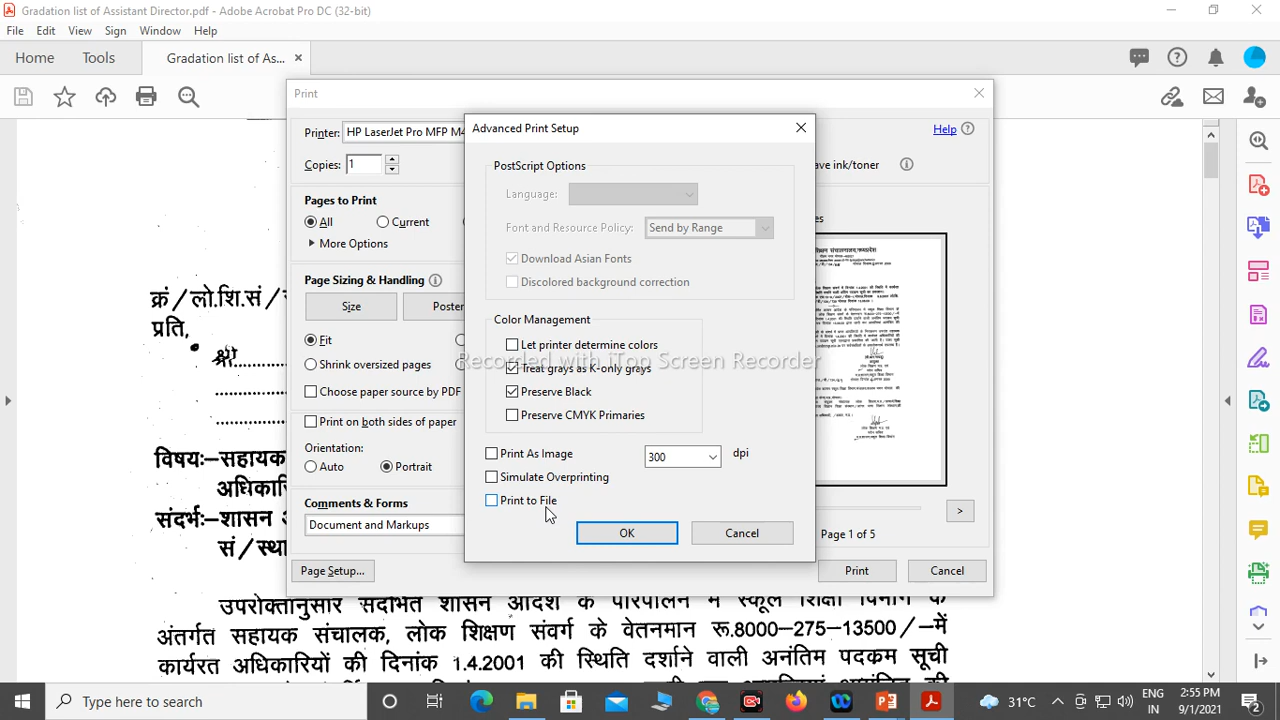 Gradation list of Assistant Director.pdf - Adobe Acrobat Pro DC (32-bit)
File Edit View Sign Window Help
Home Tools Gradation list of As...
Print
Printer: HP LaserJet Pro MFP M4
Help
Copies: 1
ave ink/toner
Pages to Print
All Current
More Options
Page Sizing & Handling
Size Poster
Fit
Shrink oversized pages
Choose paper source by PD
Print on both sides of paper
Orientation:
Auto Portrait
Comments & Forms
Document and Markups
Page Setup...
Page 1 of 5
>
Print Cancel
Advanced Print Setup
PostScript Options
Language:
Font and Resource Policy: Send by Range
Download Asian Fonts
Discolored background correction
Color Management
Let printer determine colors
Treat grays as K-only grays
Preserve Black
Preserve CMYK Primaries
Print As Image 300 dpi
Simulate Overprinting
Print to File
OK Cancel
Recorded with Top Screen Recorder
क्रं/लो.शि.सं/
प्रति,
श्री
विषयः—सहायक
अधिकारि
संदर्भः—शासन
सं/स्था
उपरोक्तानुसार संदर्भित शासन आदेश के परिपालन में स्कूल शिक्षा विभाग के
अंतर्गत सहायक संचालक, लोक शिक्षण संवर्ग के वेतनमान रू.8000—275—13500/—में
कार्यरत अधिकारियों की दिनांक 1.4.2001 की स्थिति दर्शाने वाली अनंतिम पदकम सूची
Type here to search
31°C
ENG
IN
2:55 PM
9/1/2021
2